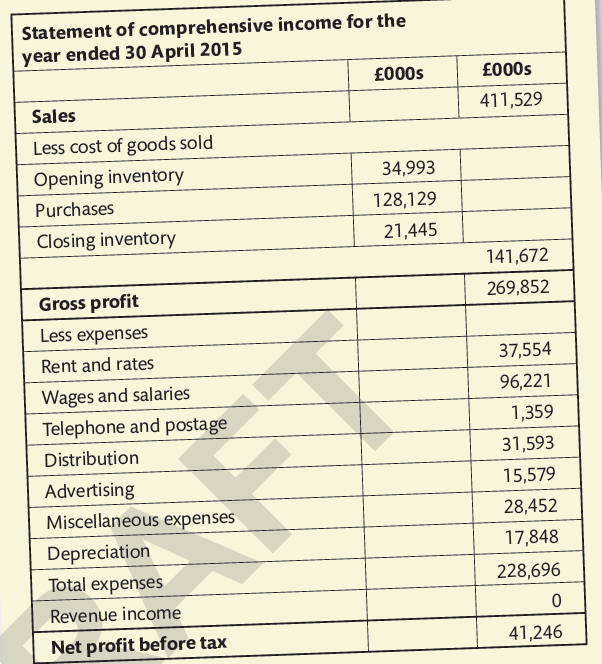 Statement of comprehensive income for the
year ended 30 April 2015
£000s £000s
Sales 411,529
Less cost of goods sold
Opening inventory 34,993
Purchases 128,129
Closing inventory 21,445
141,672
Gross profit 269,852
Less expenses
Rent and rates 37,554
Wages and salaries 96,221
Telephone and postage 1,359
Distribution 31,593
Advertising 15,579
Miscellaneous expenses 28,452
Depreciation 17,848
Total expenses 228,696
Revenue income 0
Net profit before tax 41,246
RAFT